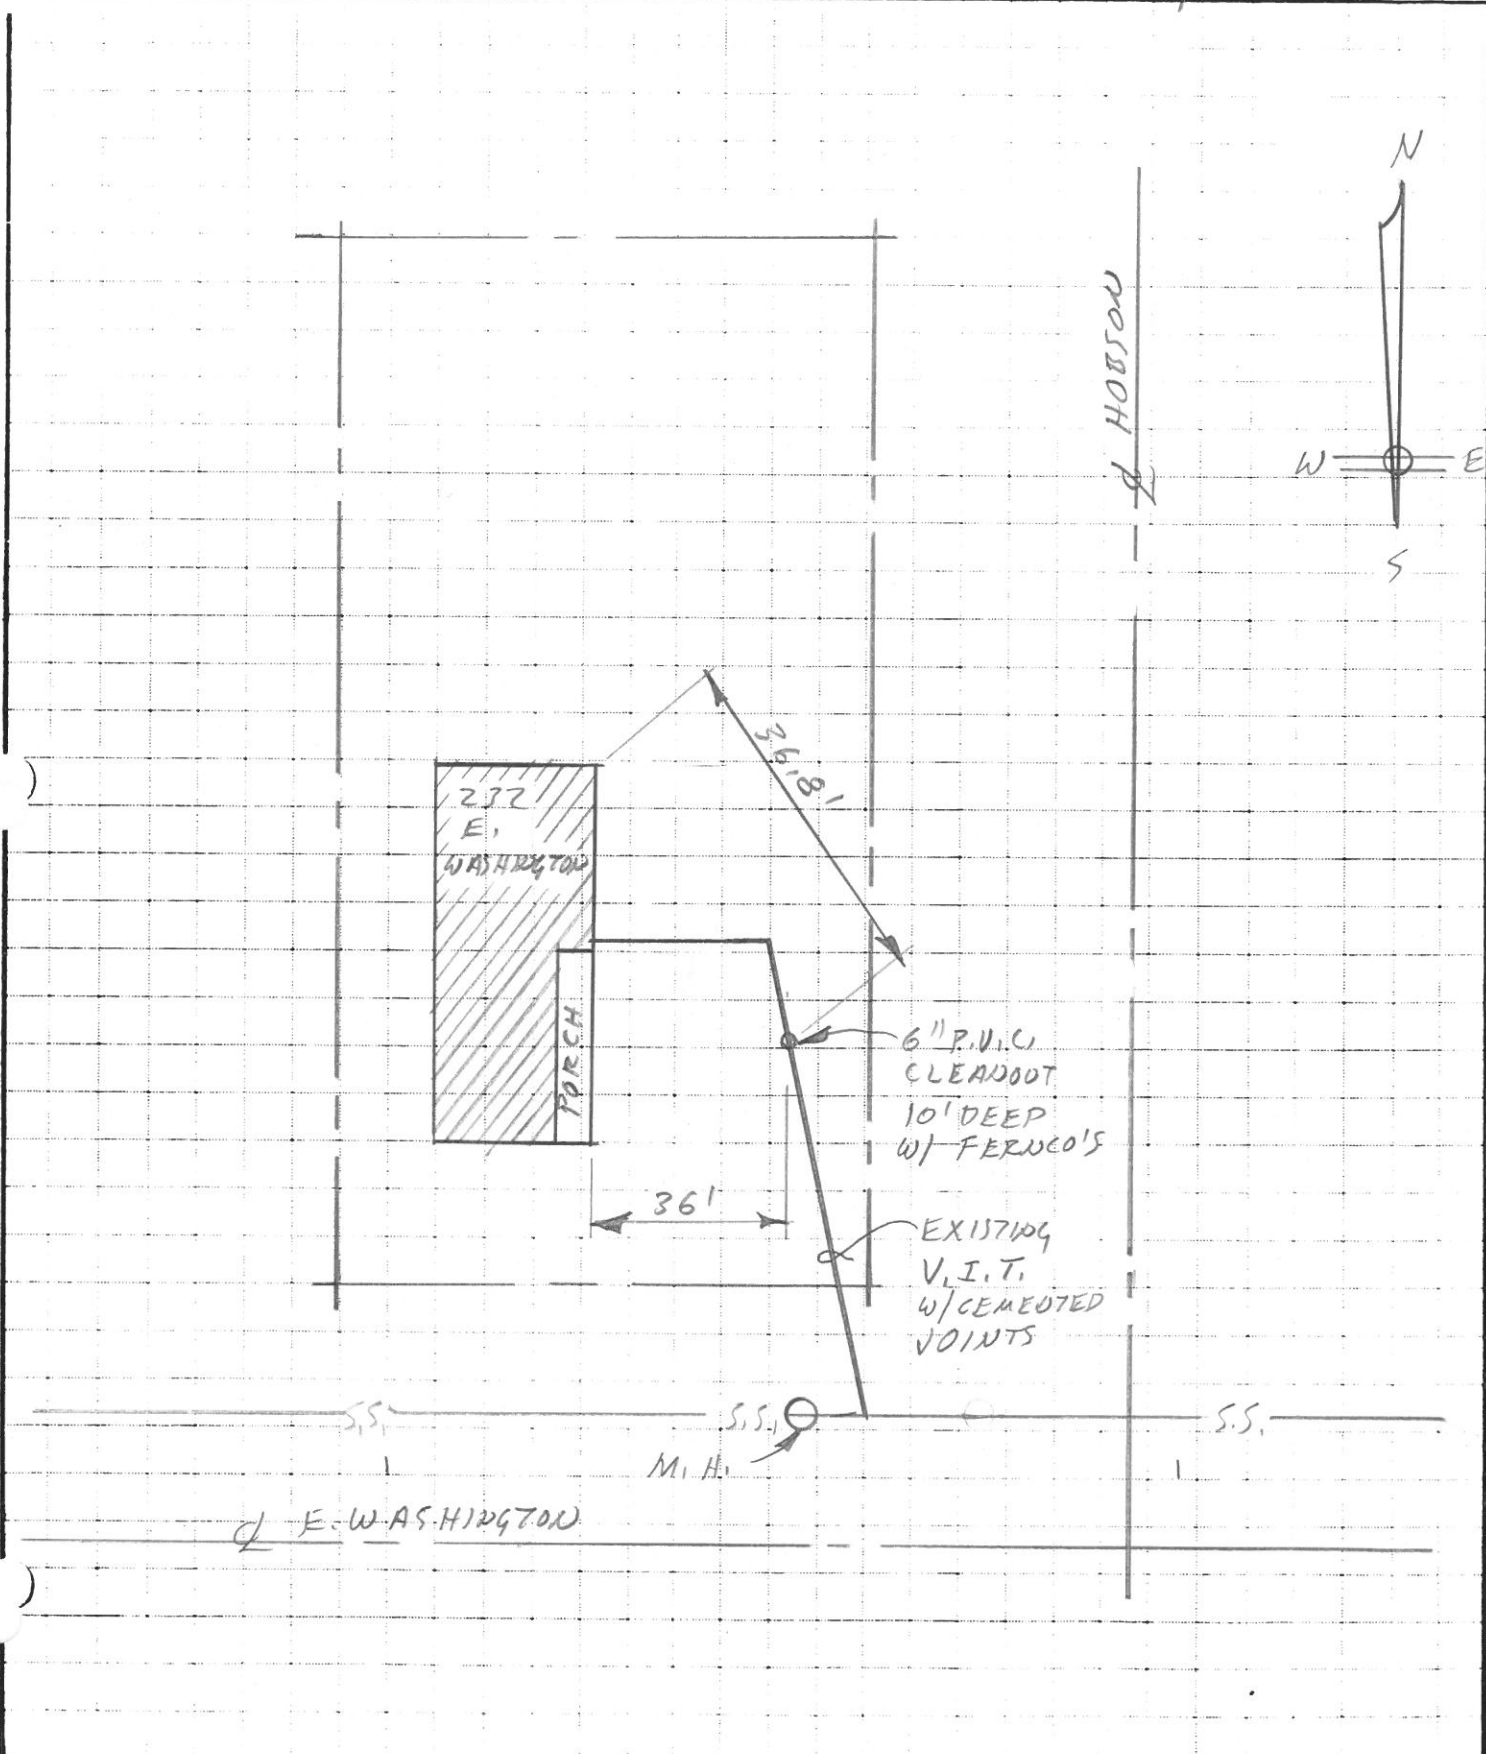 N
℄ HOBSON
W
E
S
36.8'
232
E.
WASHINGTON
PORCH
6" P.V.C.
CLEANOUT
10' DEEP
W/ FERNCO'S
36'
EXISTING
V.I.T.
W/CEMENTED
JOINTS
S.S.
S.S.
S.S.
M.H.
℄ E. WASHINGTON